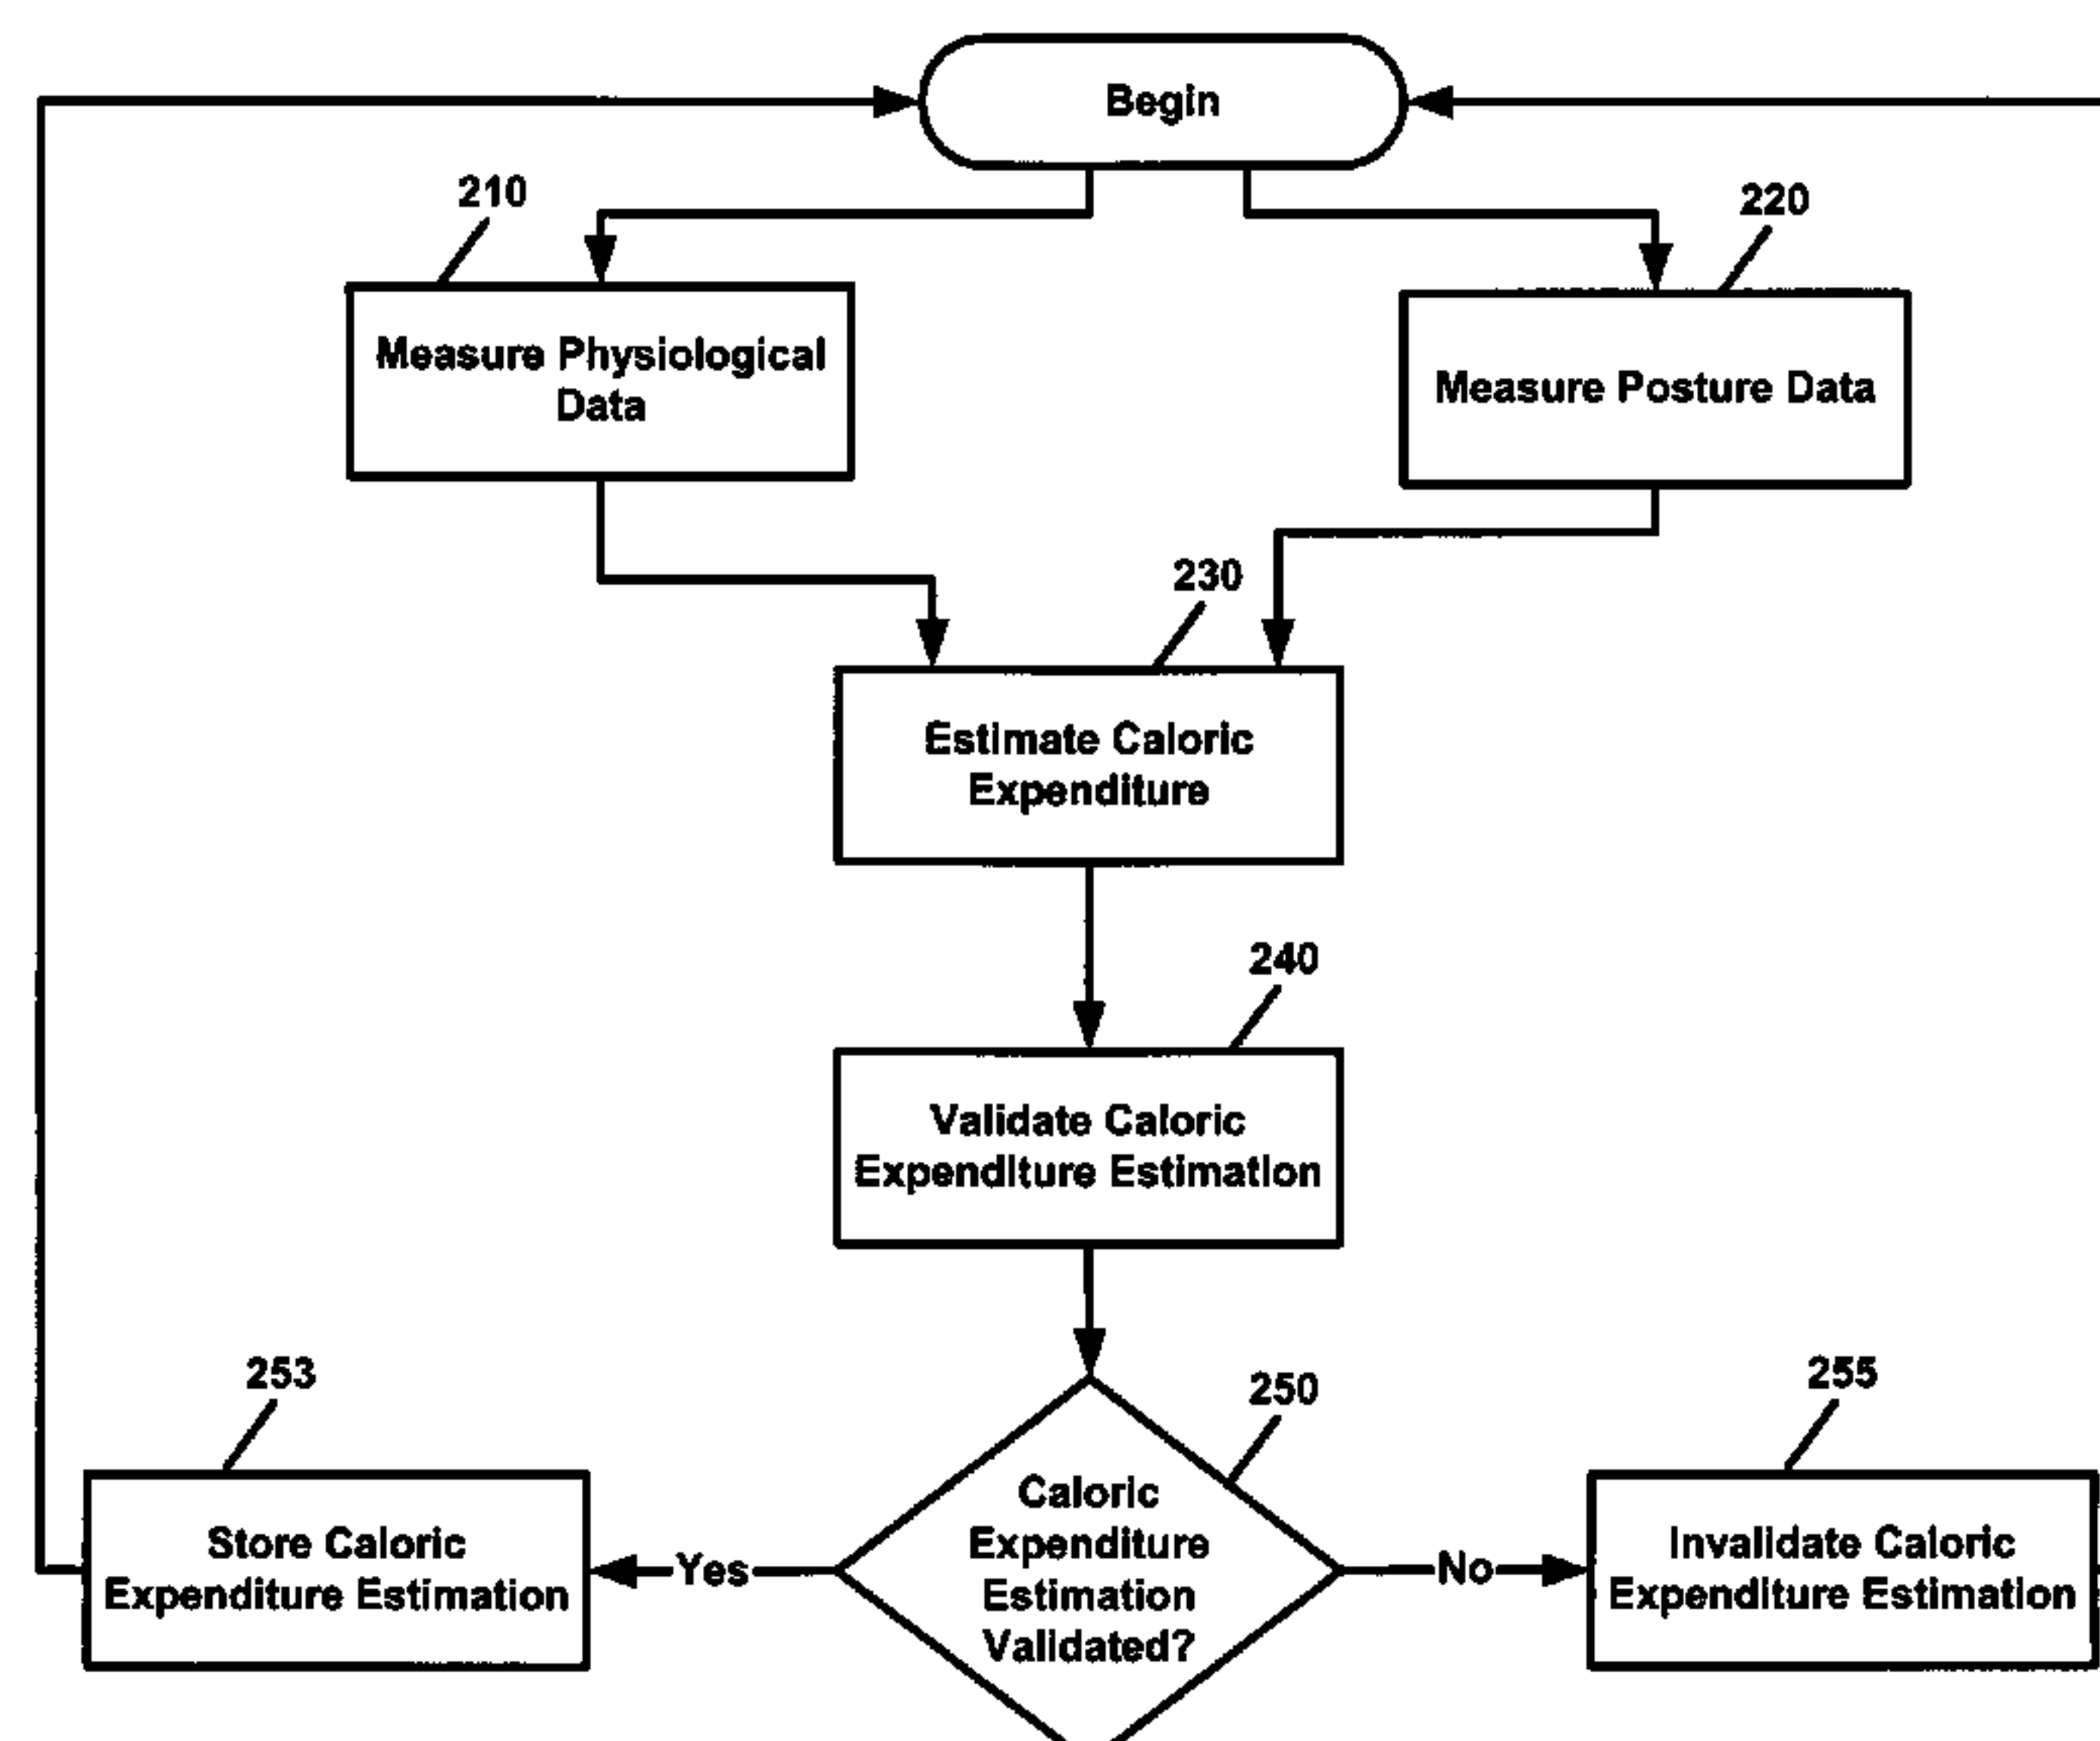 Begin
210
220
Measure Physiological
Data
Measure Posture Data
230
Estimate Caloric
Expenditure
240
Validate Caloric
Expenditure Estimation
253
250
255
Store Caloric
Expenditure Estimation
Yes
Caloric
Expenditure
Estimation
Validated?
No
Invalidate Caloric
Expenditure Estimation